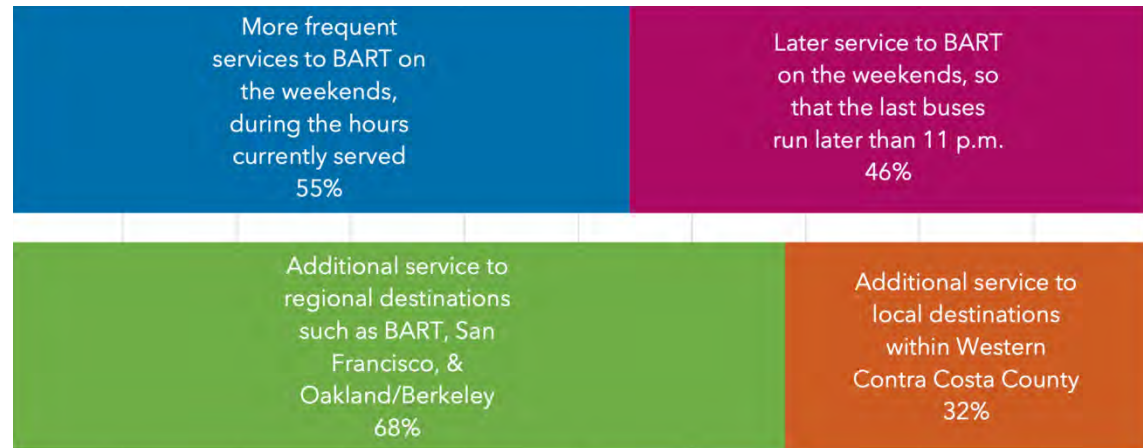 More frequent
services to BART on
the weekends,
during the hours
currently served
55%
Later service to BART
on the weekends, so
that the last buses
run later than 11 p.m.
46%
Additional service to
regional destinations
such as BART, San
Francisco, &
Oakland/Berkeley
68%
Additional service to
local destinations
within Western
Contra Costa County
32%